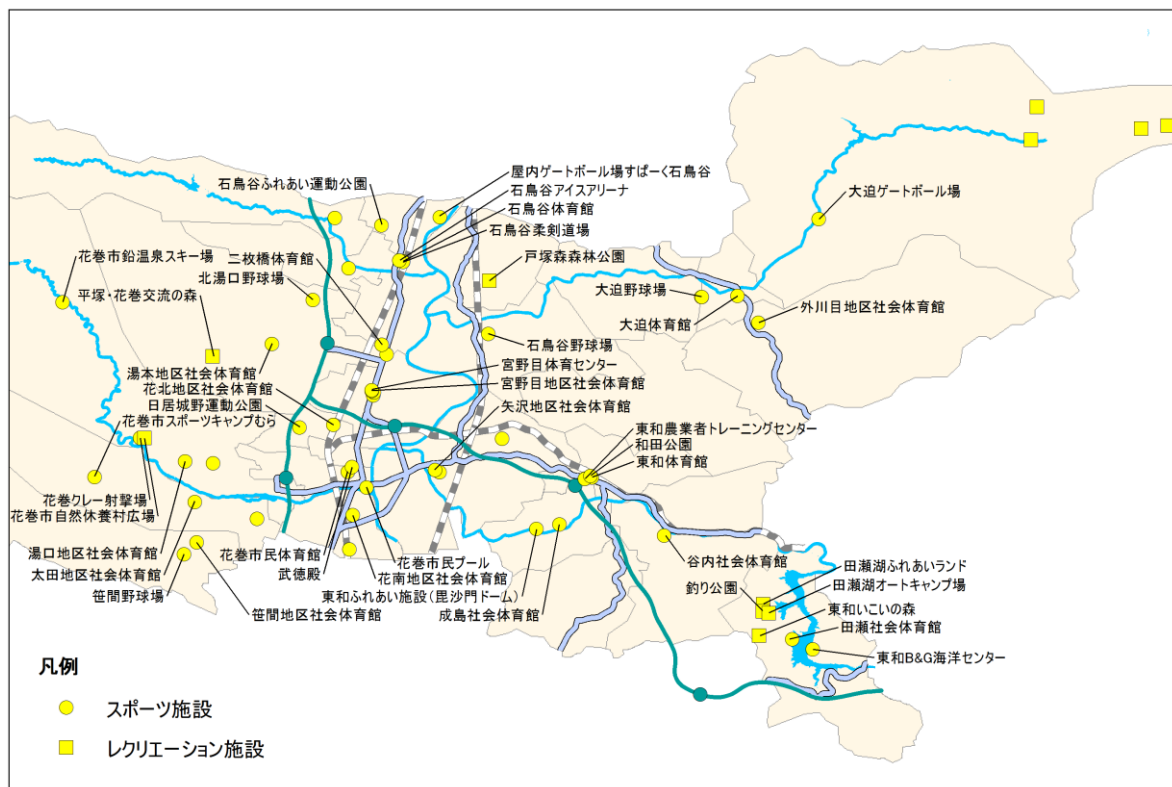 屋内ゲートボール場すぱーく石鳥谷
石鳥谷ふれあい運動公園
石鳥谷アイスアリーナ
大迫ゲートボール場
石鳥谷体育館
石鳥谷柔剣道場
花巻市鉛温泉スキー場
二枚橋体育館
戸塚森森林公園
北湯口野球場
平塚・花巻交流の森
大迫野球場
外川目地区社会体育館
大迫体育館
石鳥谷野球場
湯本地区社会体育館
宮野目体育センター
花北地区社会体育館
宮野目地区社会体育館
日居城野運動公園
矢沢地区社会体育館
花巻市スポーツキャンプむら
東和農業者トレーニングセンター
和田公園
東和体育館
花巻クレー射撃場
花巻市自然休養村広場
湯口地区社会体育館
花巻市民体育館
花巻市民プール
谷内社会体育館
太田地区社会体育館
武徳殿
花南地区社会体育館
田瀬湖ふれあいランド
釣り公園
田瀬湖オートキャンプ場
笹間野球場
東和ふれあい施設(毘沙門ドーム)
東和いこいの森
笹間地区社会体育館
成島社会体育館
田瀬社会体育館
東和B&G海洋センター
凡例
スポーツ施設
レクリエーション施設